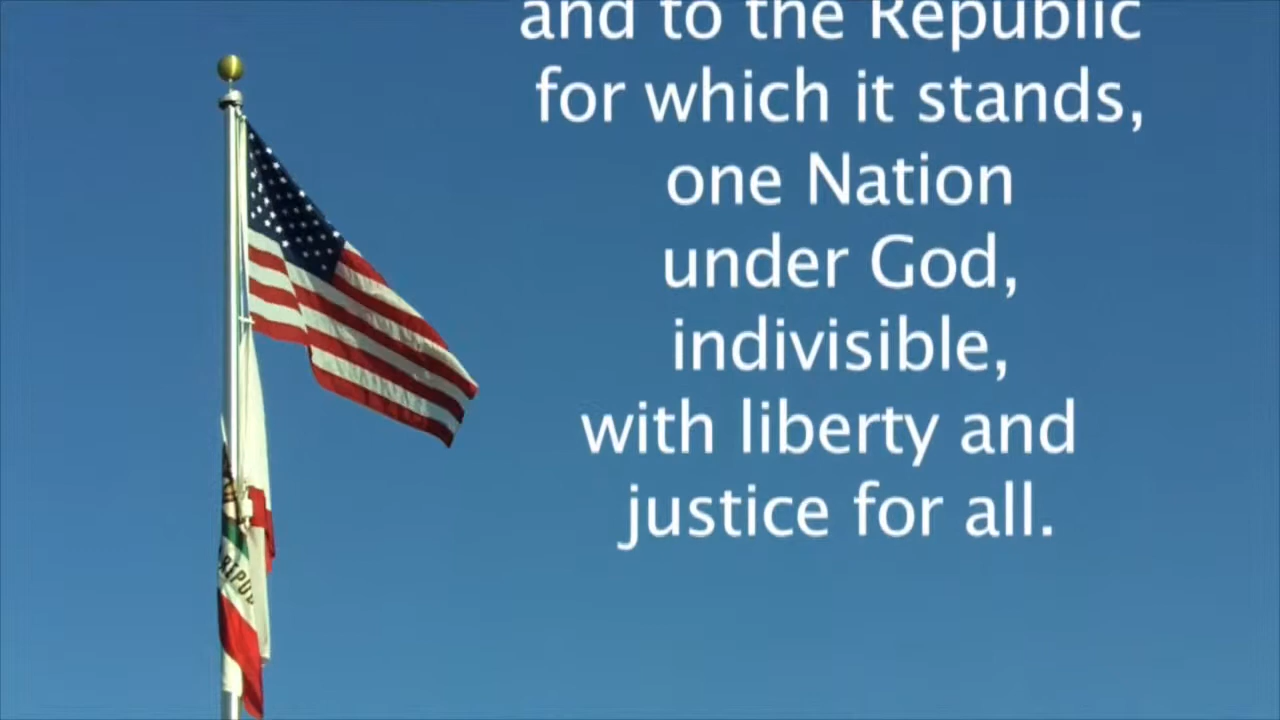 and to the Republic
for which it stands,
one Nation
under God,
indivisible,
with liberty and
justice for all.